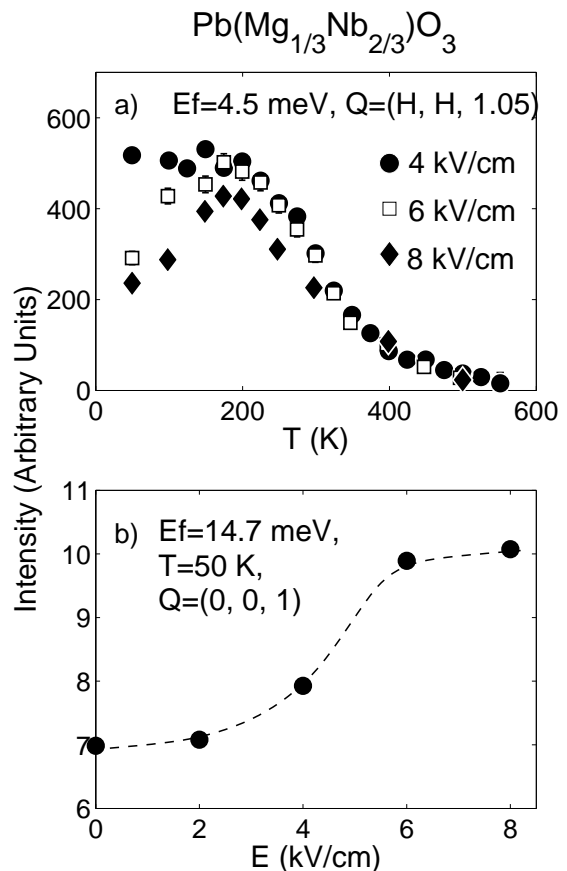 Pb(Mg1/3Nb2/3)O3
a) Ef=4.5 meV, Q=(H, H, 1.05)
4 kV/cm
6 kV/cm
8 kV/cm
600
400
200
0
0 200 400 600
T (K)
Intensity (Arbitrary Units)
b) Ef=14.7 meV,
T=50 K,
Q=(0, 0, 1)
11
10
9
8
7
6
0 2 4 6 8
E (kV/cm)